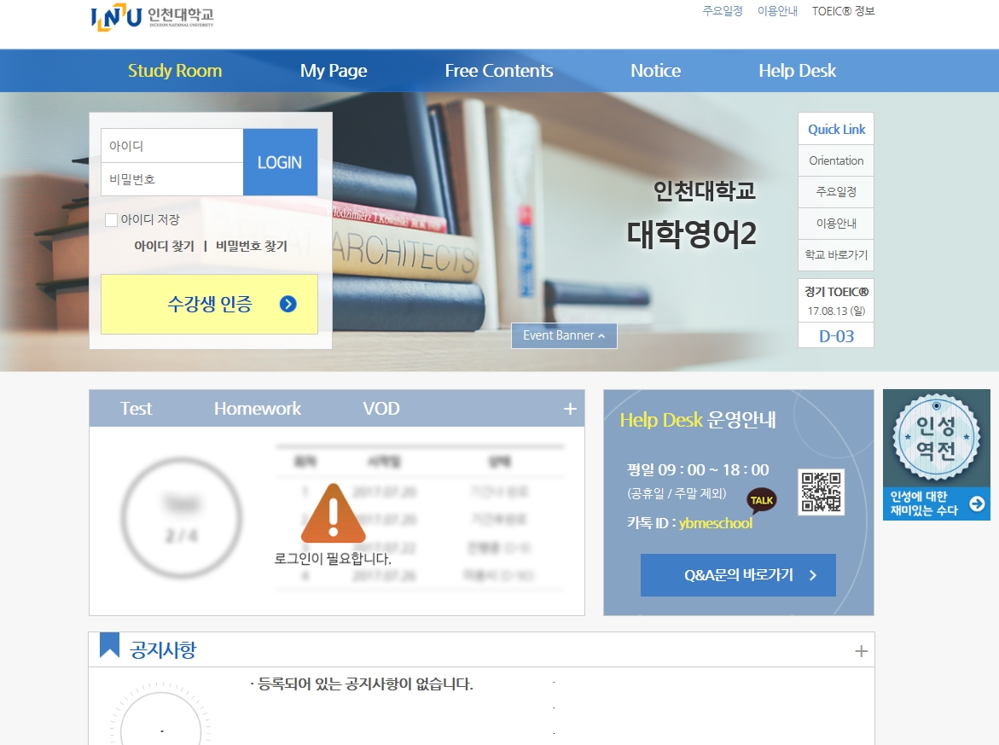 INU 인천대학교
INCHEON NATIONAL UNIVERSITY
주요일정 이용안내 TOEIC® 정보
Study Room My Page Free Contents Notice Help Desk
아이디
비밀번호
LOGIN
아이디 저장
아이디 찾기 | 비밀번호 찾기
수강생 인증
Włodzimierz T. Kowalski
GREAT ARCHITECTS
인천대학교
대학영어2
Event Banner
Quick Link
Orientation
주요일정
이용안내
학교 바로가기
정기 TOEIC®
17.08.13 (일)
D-03
Test Homework VOD +
Test
2 / 4
회차 시작일 상태
1 2017.07.20
2 2017.07.20
3 2017.07.22
4 2017.07.26
로그인이 필요합니다.
Help Desk 운영안내
평일 09 : 00 ~ 18 : 00
(공휴일 / 주말 제외)
카톡 ID : ybmeschool
TALK
Q&A문의 바로가기
인성
역전
인성에 대한
재미있는 수다
공지사항 +
· 등록되어 있는 공지사항이 없습니다.